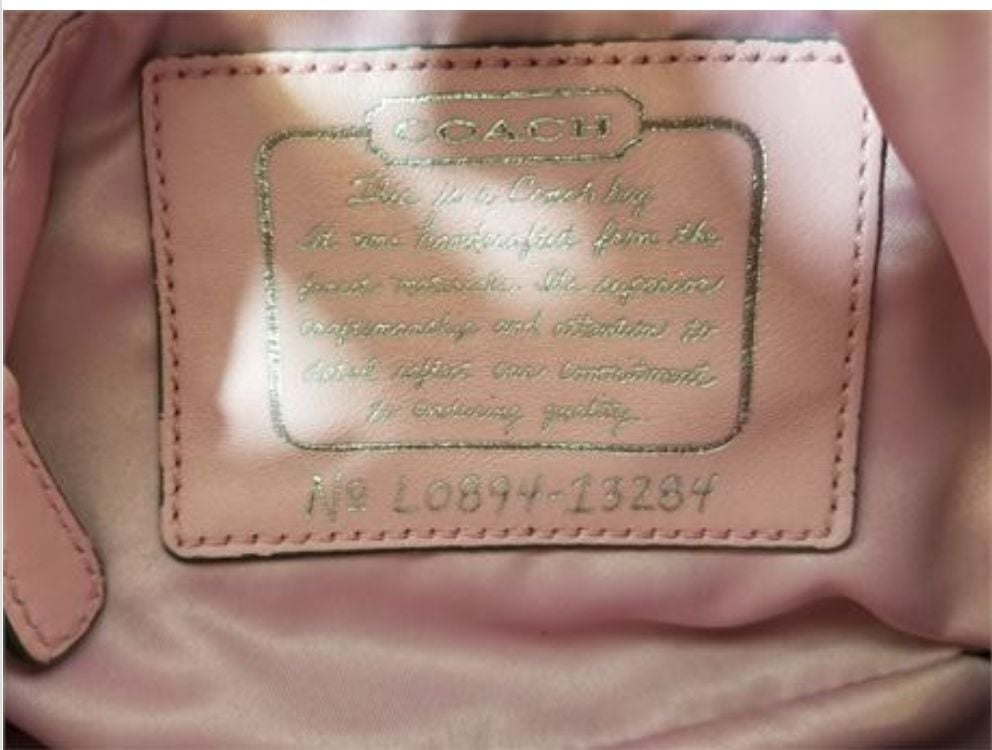 COACH
This is a Coach bag
It was handcrafted from the
finest materials. The superior
craftsmanship and attention to
detail reflect our commitment
to enduring quality.
Nº L0894-13284